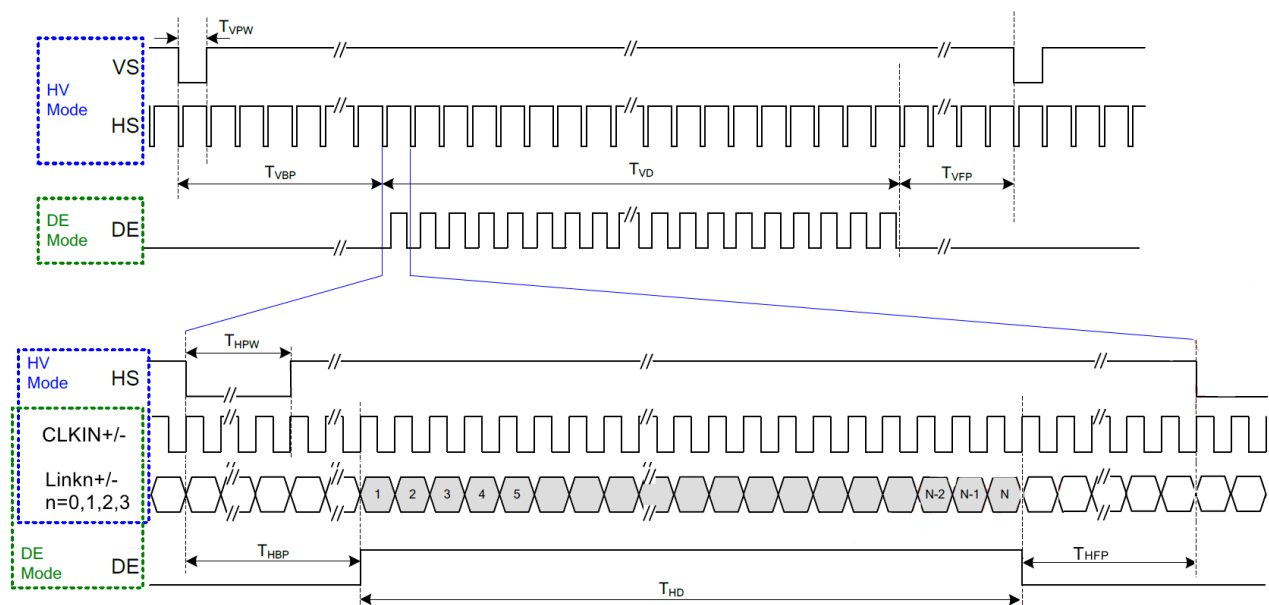 TVPW
VS
HV
Mode
HS
TVBP
TVD
TVFP
DE
Mode
DE
THPW
HV
Mode
HS
CLKIN+/-
Linkn+/-
n=0,1,2,3
1 2 3 4 5 N-2 N-1 N
THBP
THFP
DE
Mode
DE
THD